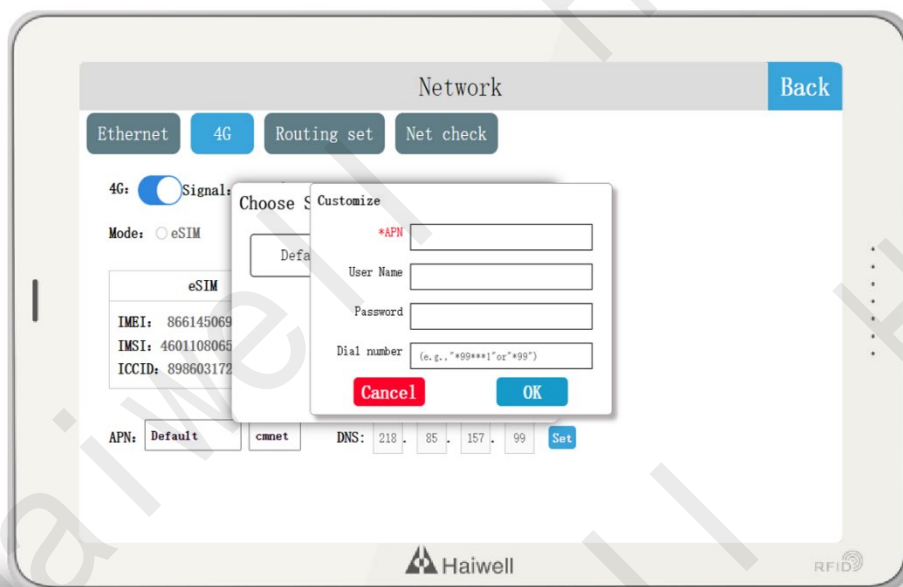 Network
Back
Ethernet
4G
Routing set
Net check
4G:
Signal:
Choose S
Customize
Mode:
eSIM
Defa
*APN
User Name
eSIM
Password
IMEI: 866145069
IMSI: 4601108065
ICCID: 898603172
Dial number
(e.g.,"*99***1"or"*99")
Cancel
OK
APN:
Default
cmnet
DNS: 218 . 85 . 157 . 99
Set
Haiwell
RFID